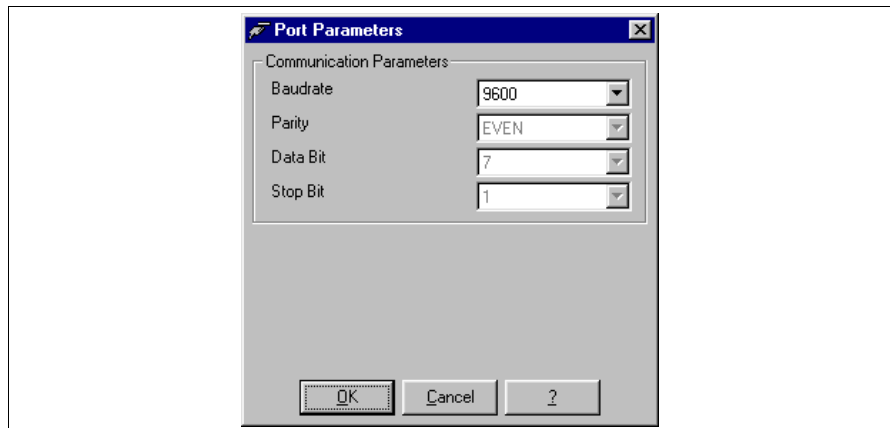 Port Parameters
Communication Parameters
Baudrate 9600
Parity EVEN
Data Bit 7
Stop Bit 1
OK Cancel ?